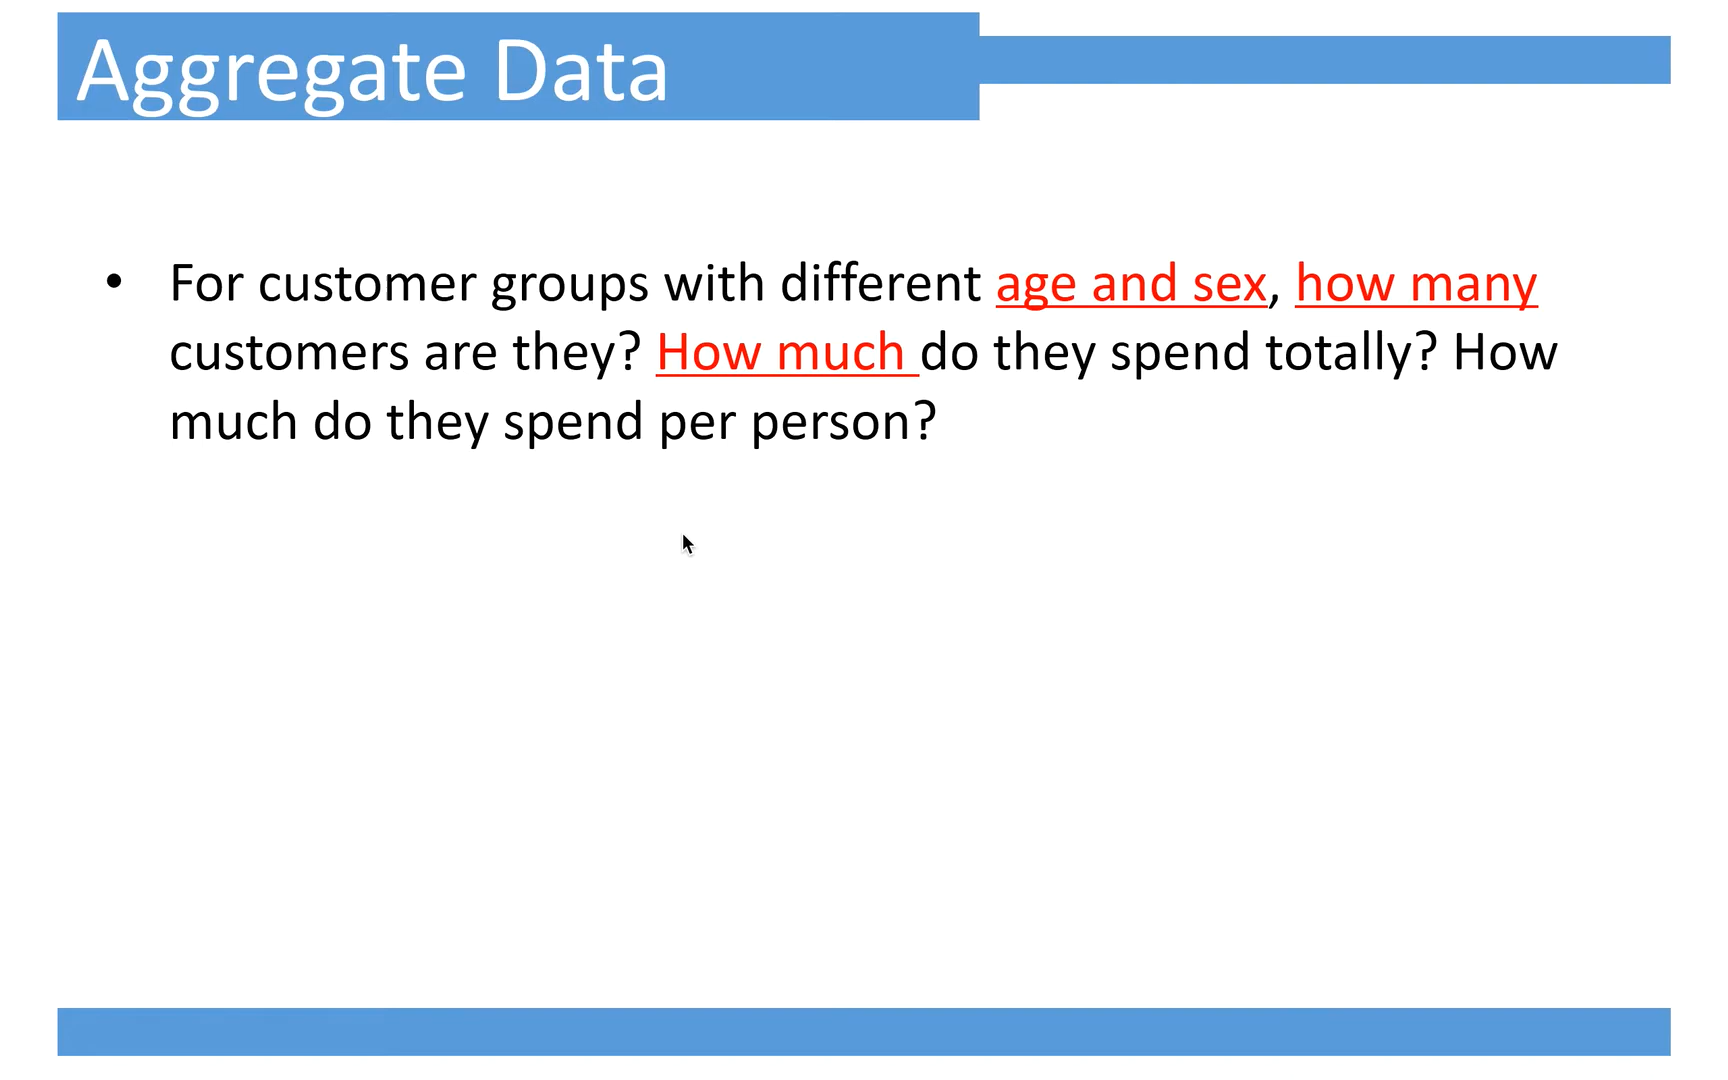 Aggregate Data
• For customer groups with different age and sex, how many
customers are they? How much do they spend totally? How
much do they spend per person?